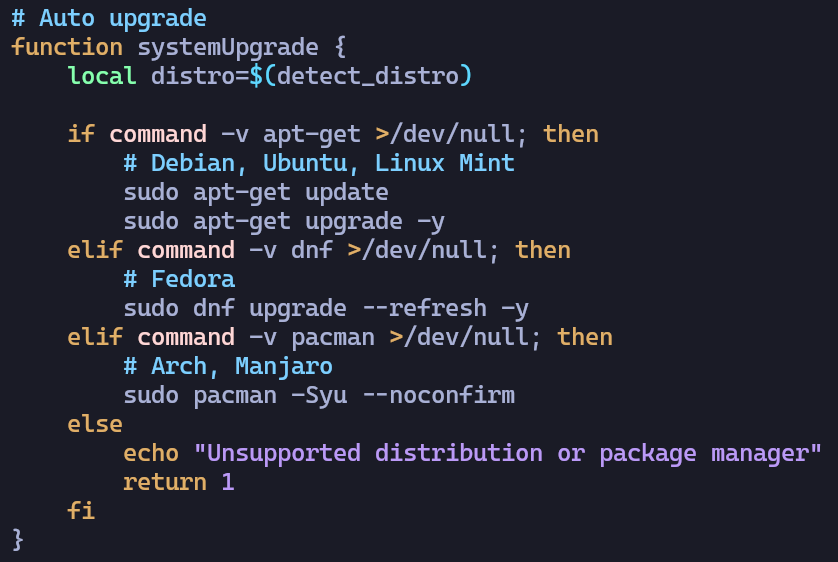 # Auto upgrade
function systemUpgrade {
    local distro=$(detect_distro)

    if command -v apt-get >/dev/null; then
        # Debian, Ubuntu, Linux Mint
        sudo apt-get update
        sudo apt-get upgrade -y
    elif command -v dnf >/dev/null; then
        # Fedora
        sudo dnf upgrade --refresh -y
    elif command -v pacman >/dev/null; then
        # Arch, Manjaro
        sudo pacman -Syu --noconfirm
    else
        echo "Unsupported distribution or package manager"
        return 1
    fi
}